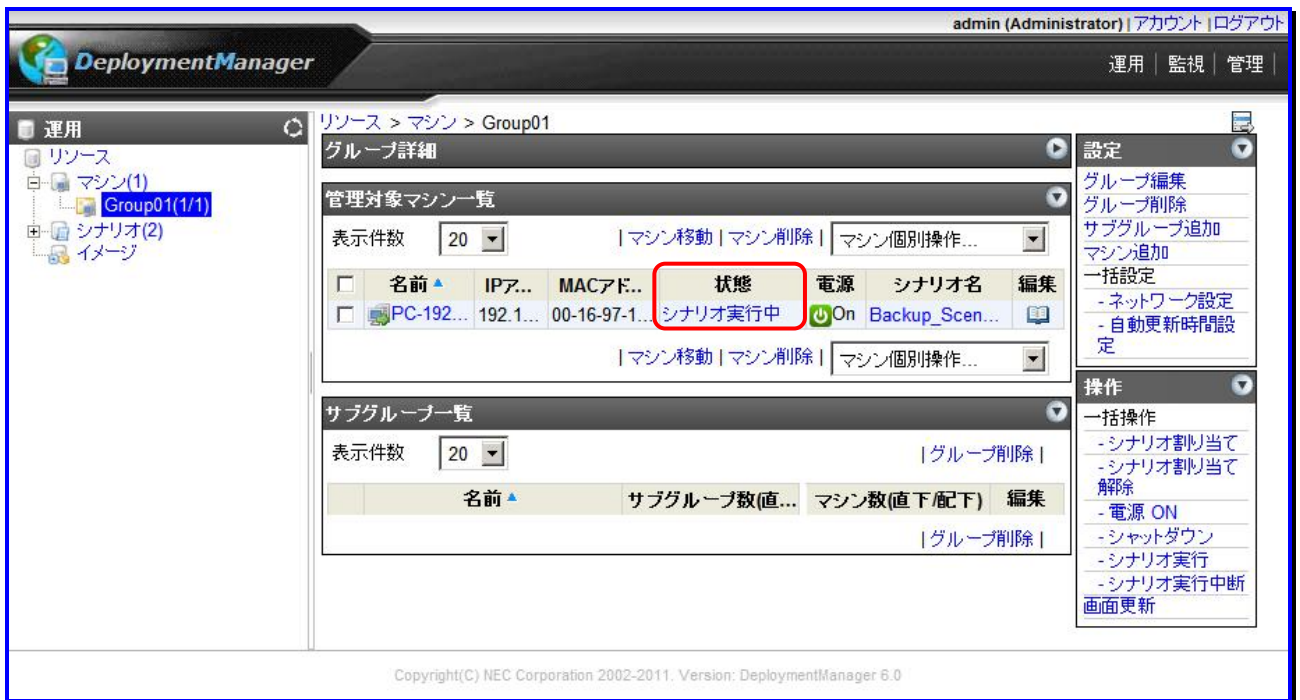 admin (Administrator) | アカウント | ログアウト
DeploymentManager
運用 | 監視 | 管理 |
運用
リソース
マシン(1)
Group01(1/1)
シナリオ(2)
イメージ
リソース > マシン > Group01
グループ詳細
管理対象マシン一覧
表示件数 20 | マシン移動 | マシン削除 | マシン個別操作...
名前 IPア... MACアド... 状態 電源 シナリオ名 編集
PC-192... 192.1... 00-16-97-1... シナリオ実行中 On Backup_Scen...
| マシン移動 | マシン削除 | マシン個別操作...
サブグループ一覧
表示件数 20 | グループ削除 |
名前 サブグループ数(直... マシン数(直下/配下) 編集
| グループ削除 |
設定
グループ編集
グループ削除
サブグループ追加
マシン追加
一括設定
- ネットワーク設定
- 自動更新時間設
定
操作
一括操作
- シナリオ割り当て
- シナリオ割り当て
解除
- 電源 ON
- シャットダウン
- シナリオ実行
- シナリオ実行中断
画面更新
Copyright(C) NEC Corporation 2002-2011. Version: DeploymentManager 6.0